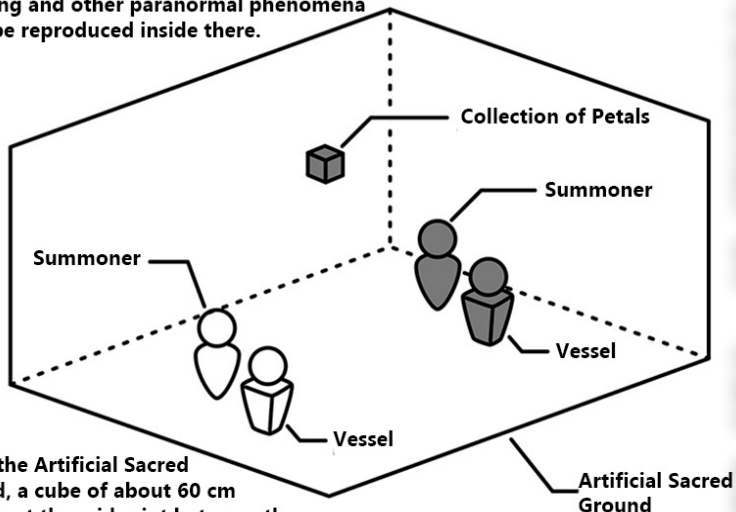 and other paranormal phenomena
be reproduced inside there.
Collection of Petals
Summoner
Summoner
Vessel
Vessel
the Artificial Sacred
a cube of about 60 cm
Artificial Sacred
Ground